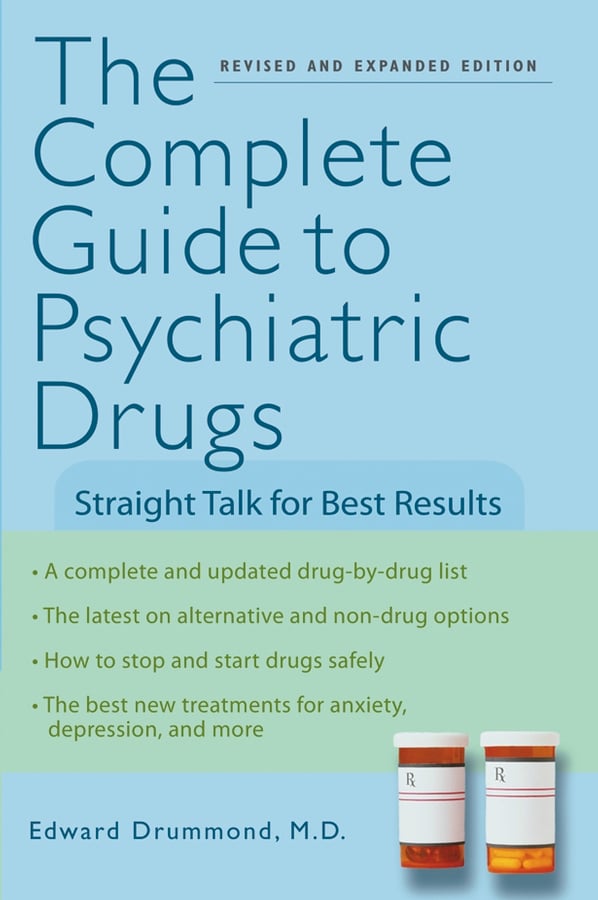 The
REVISED AND EXPANDED EDITION
Complete
Guide to
Psychiatric
Drugs
Straight Talk for Best Results
• A complete and updated drug-by-drug list
• The latest on alternative and non-drug options
• How to stop and start drugs safely
• The best new treatments for anxiety,
depression, and more
Edward Drummond, M.D.
℞
℞